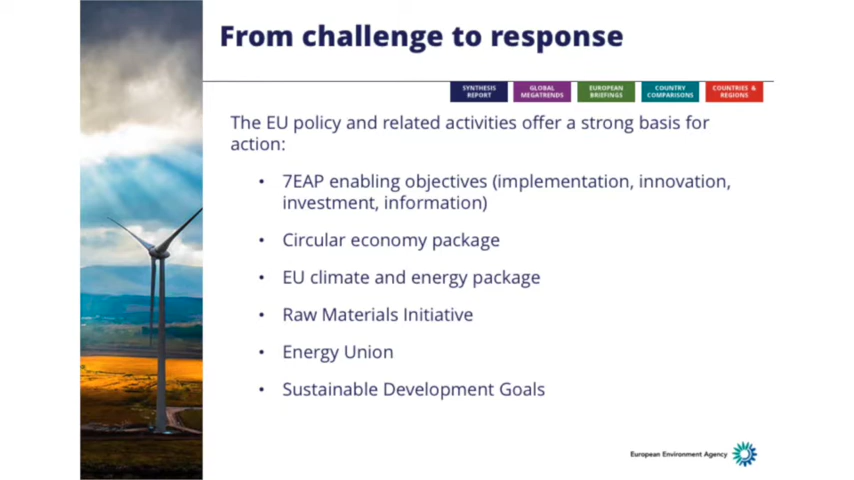 From challenge to response
SYNTHESIS
REPORT
GLOBAL
MEGATRENDS
EUROPEAN
BRIEFINGS
COUNTRY
COMPARISONS
COUNTRIES &
REGIONS
The EU policy and related activities offer a strong basis for
action:
• 7EAP enabling objectives (implementation, innovation,
investment, information)
• Circular economy package
• EU climate and energy package
• Raw Materials Initiative
• Energy Union
• Sustainable Development Goals
European Environment Agency